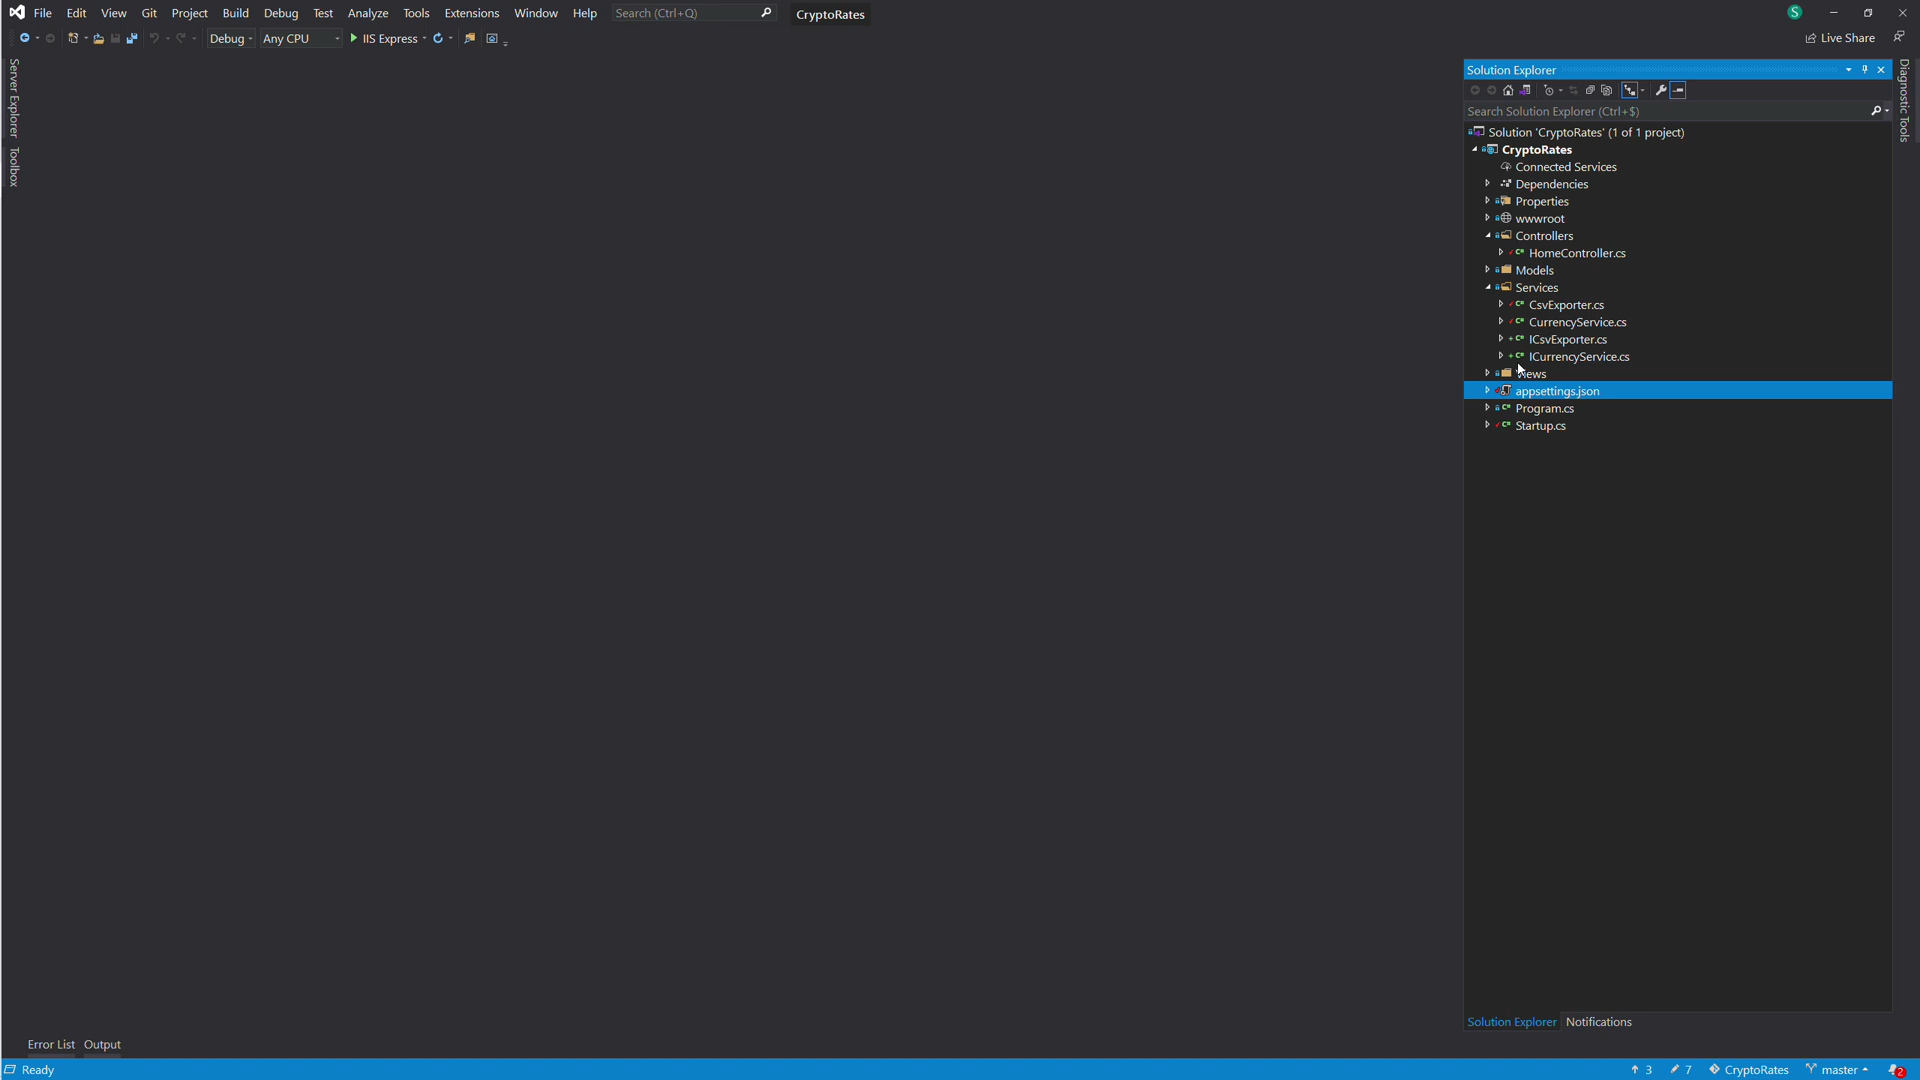 File Edit View Git Project Build Debug Test Analyze Tools Extensions Window Help Search (Ctrl+Q) CryptoRates S
Debug Any CPU IIS Express Live Share
Server Explorer
Toolbox
Solution Explorer
Search Solution Explorer (Ctrl+$)
Solution 'CryptoRates' (1 of 1 project)
CryptoRates
Connected Services
Dependencies
Properties
wwwroot
Controllers
C# HomeController.cs
Models
Services
C# CsvExporter.cs
C# CurrencyService.cs
C# ICsvExporter.cs
C# ICurrencyService.cs
Views
appsettings.json
C# Program.cs
C# Startup.cs
Diagnostic Tools
Solution Explorer Notifications
Error List Output
Ready 3 7 CryptoRates master 2